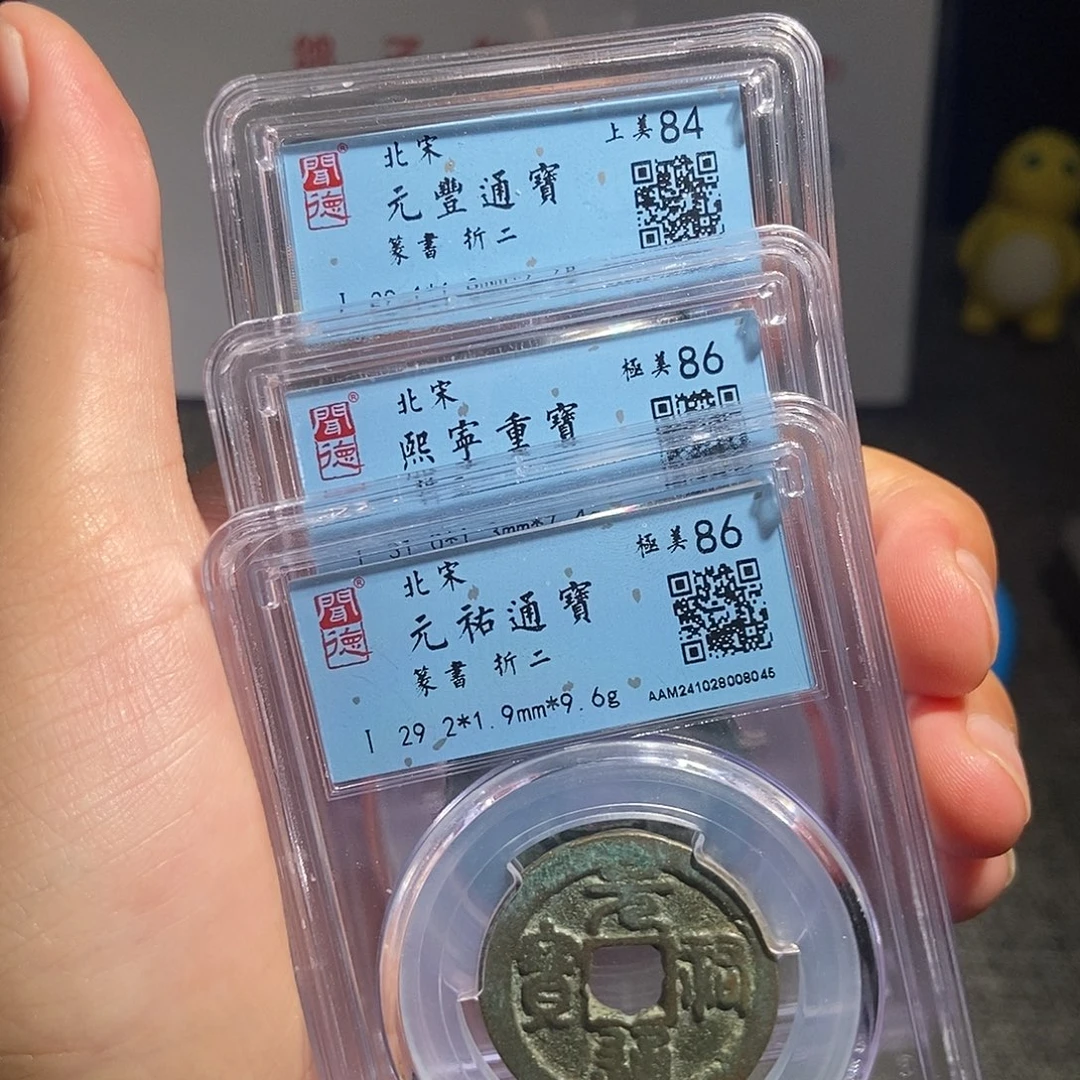 聞德®
北宋
上美84
元豐通寶
篆書 折二
聞德®
北宋
極美86
熙寧重寶
聞德®
北宋
極美86
元祐通寶
篆書 折二
AAM241028008045
29.2*1.9mm*9.6g
元祐通寶